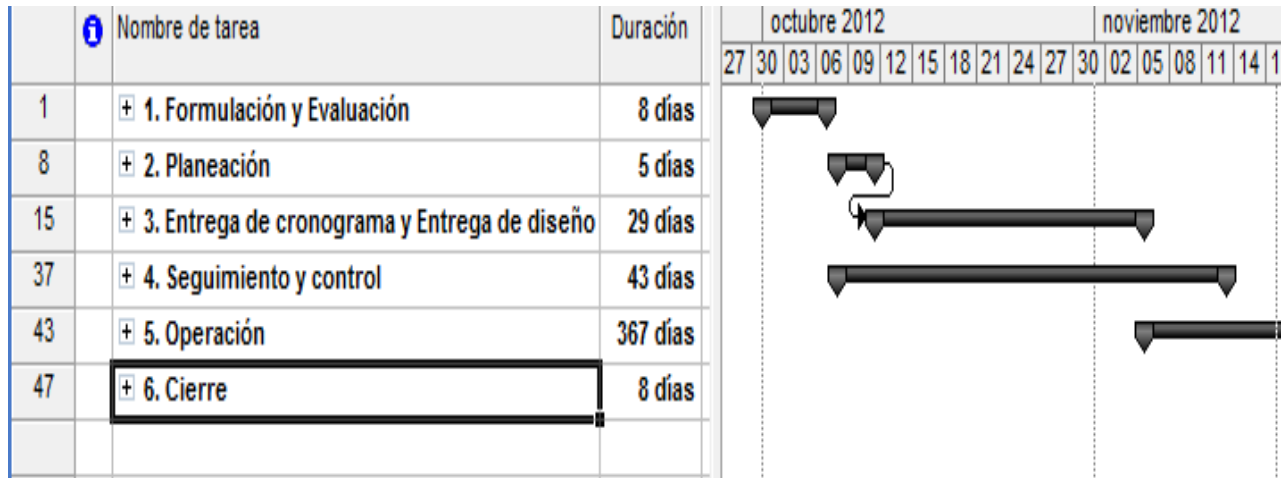 i Nombre de tarea Duración octubre 2012 noviembre 2012
27 30 03 06 09 12 15 18 21 24 27 30 02 05 08 11 14 1
1 + 1. Formulación y Evaluación 8 días
8 + 2. Planeación 5 días
15 + 3. Entrega de cronograma y Entrega de diseño 29 días
37 + 4. Seguimiento y control 43 días
43 + 5. Operación 367 días
47 + 6. Cierre 8 días